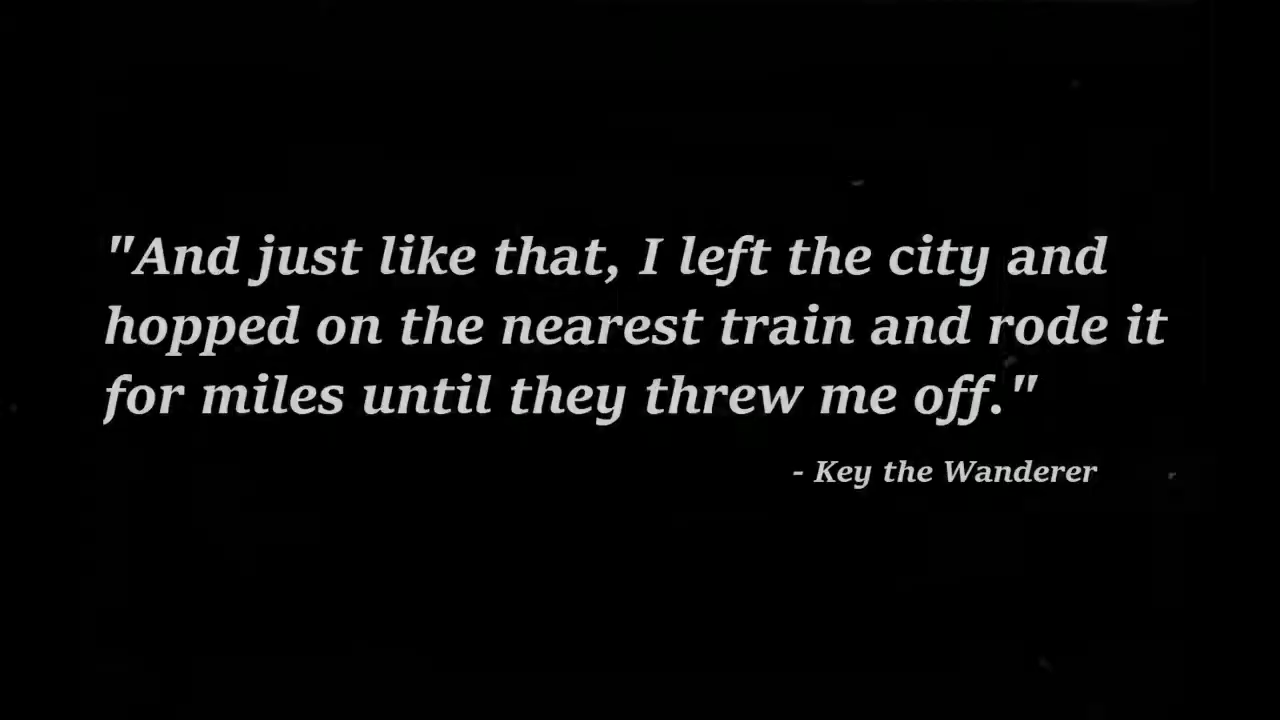 "And just like that, I left the city and
hopped on the nearest train and rode it
for miles until they threw me off."
- Key the Wanderer